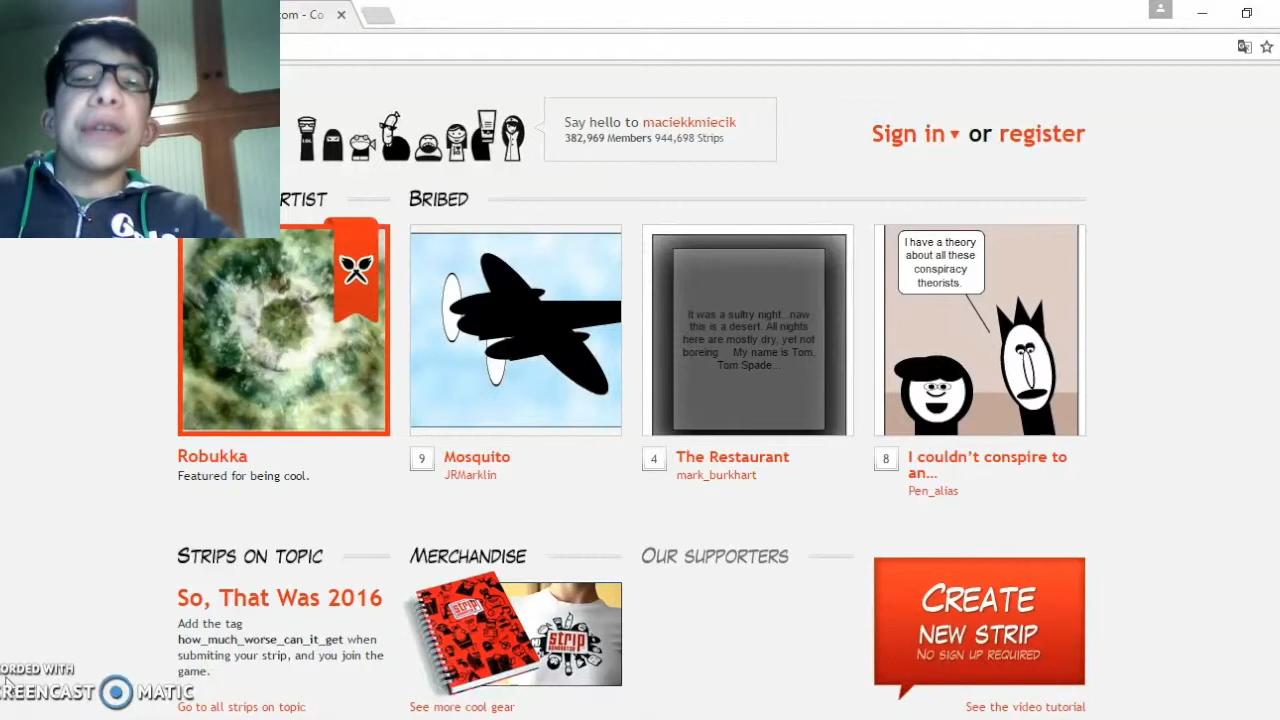 com - Co
Say hello to maciekkmiecik
382,969 Members 944,698 Strips
Sign in or register
RTIST
BRIBED
I have a theory
about all these
conspiracy
theorists.
It was a sultry night...naw
this is a desert. All nights
here are mostly dry, yet not
boreing My name is Tom,
Tom Spade...
Robukka
Featured for being cool.
9 Mosquito
JRMarklin
4 The Restaurant
mark_burkhart
8 I couldn't conspire to
an...
Pen_alias
STRIPS ON TOPIC
MERCHANDISE
OUR SUPPORTERS
So, That Was 2016
Add the tag
how_much_worse_can_it_get when
submiting your strip, and you join the
game.
Go to all strips on topic
strip
strip
See more cool gear
CREATE
NEW STRIP
NO SIGN UP REQUIRED
See the video tutorial
ORDED WITH
CREENCAST MATIC